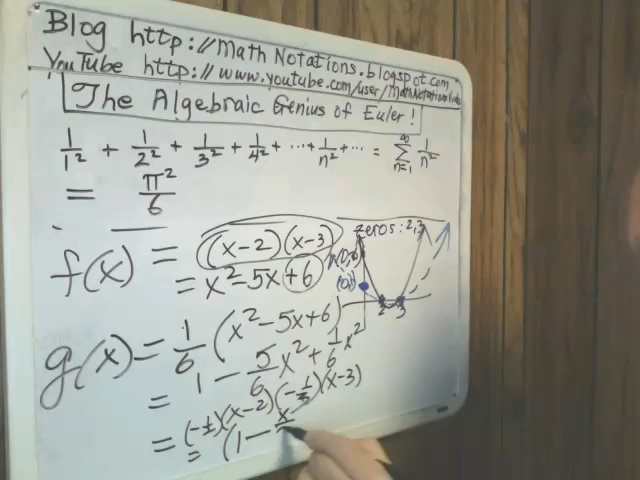 Blog http://MathNotations.blogspot.com
YouTube http://www.youtube.com/user/MathNotationsVids
The Algebraic Genius of Euler!
1/1² + 1/2² + 1/3² + 1/4² + ... + 1/n² + ... = ∑ n=1 ∞ 1/n²
= π²/6
f(x) = (x-2)(x-3)
= x²-5x+6
zeros: 2,3
2 3
g(x) = 1/6 (x²-5x+6)
= 1 - 5/6 x² + 1/6 x²
= (-1/2)(x-2)(-1/3)(x-3)
= (1 - x/